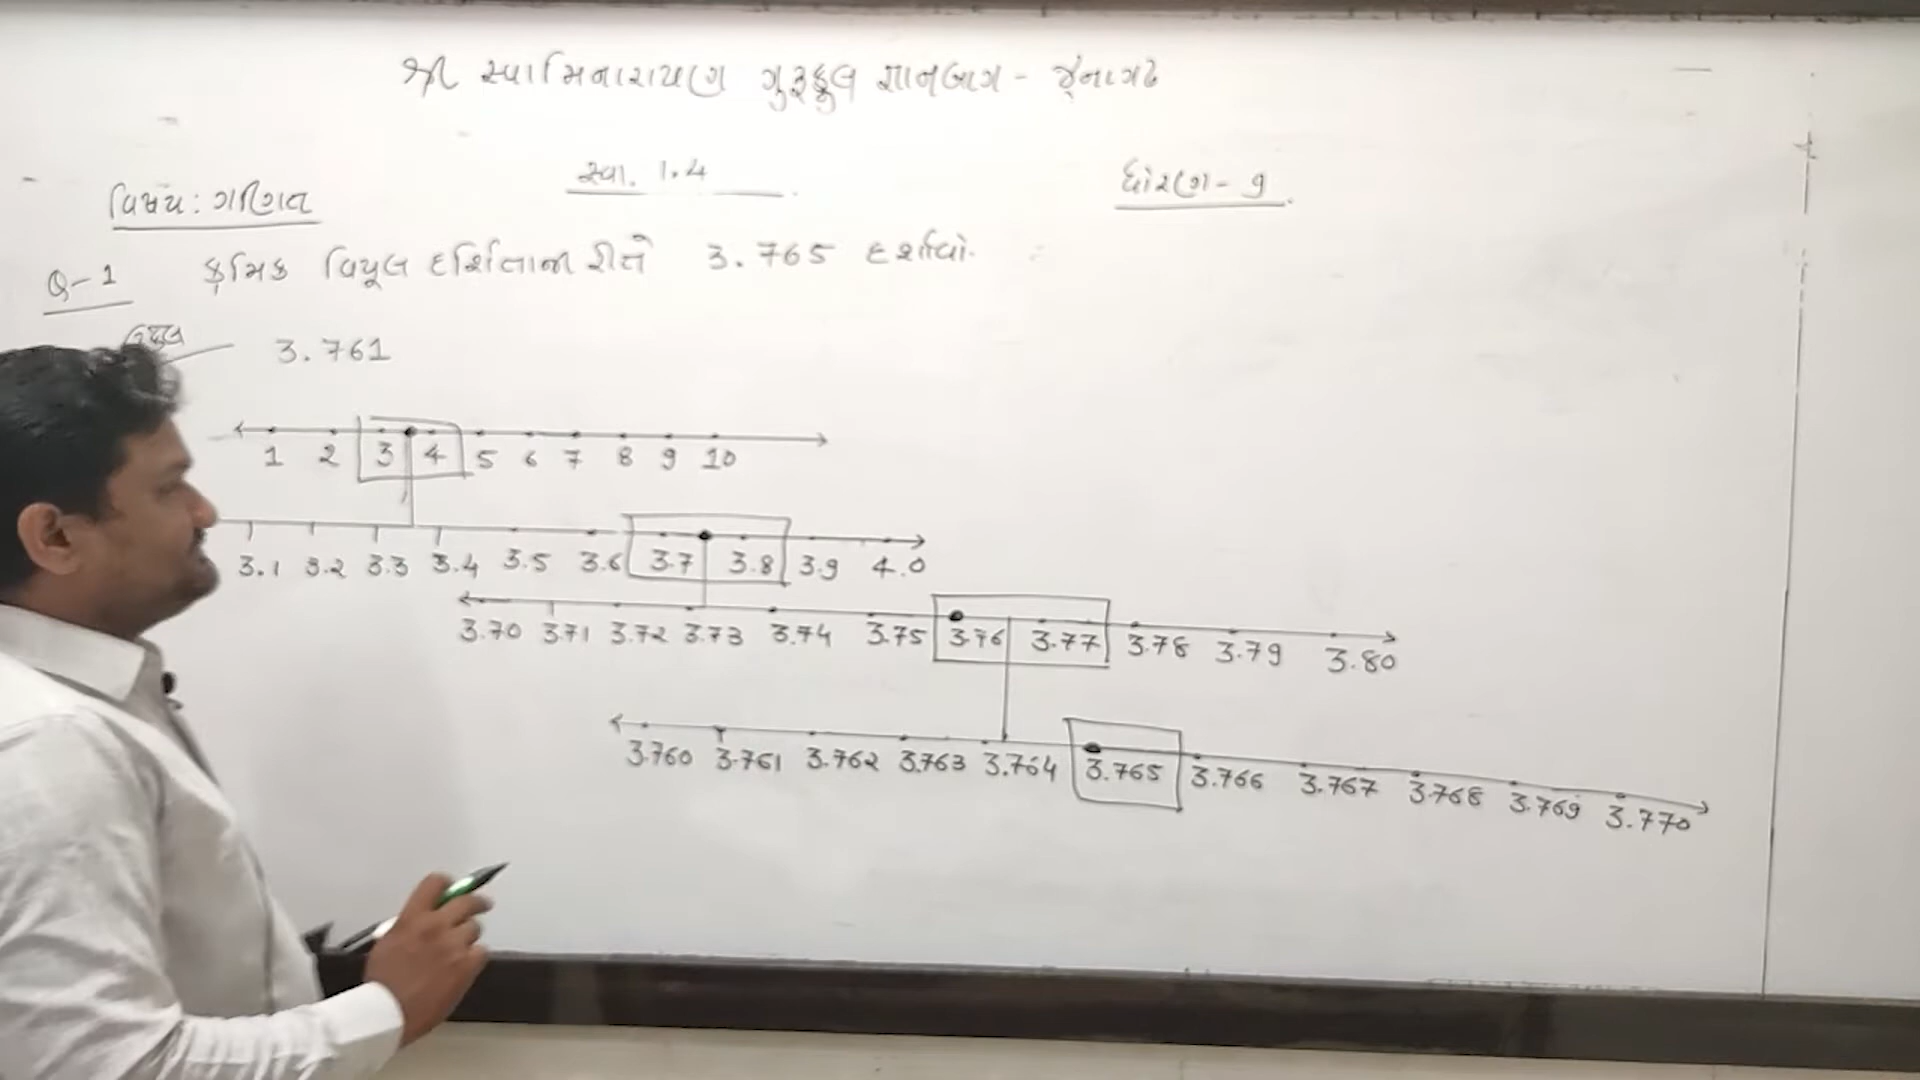 શ્રી સ્વામિનારાયણ ગુરૂકુલ જ્ઞાનબાગ - જૂનાગઢ
વિષય : ગણિત
સ્વા. 1.4
ધોરણ - 9
Q-1 ક્રમિક વિપૂલ દર્શિતાની રીતે 3.765 દર્શાવો.
3.761
1 2 3 4 5 6 7 8 9 10
3.1 3.2 3.3 3.4 3.5 3.6 3.7 3.8 3.9 4.0
3.70 3.71 3.72 3.73 3.74 3.75 3.76 3.77 3.78 3.79 3.80
3.760 3.761 3.762 3.763 3.764 3.765 3.766 3.767 3.768 3.769 3.770